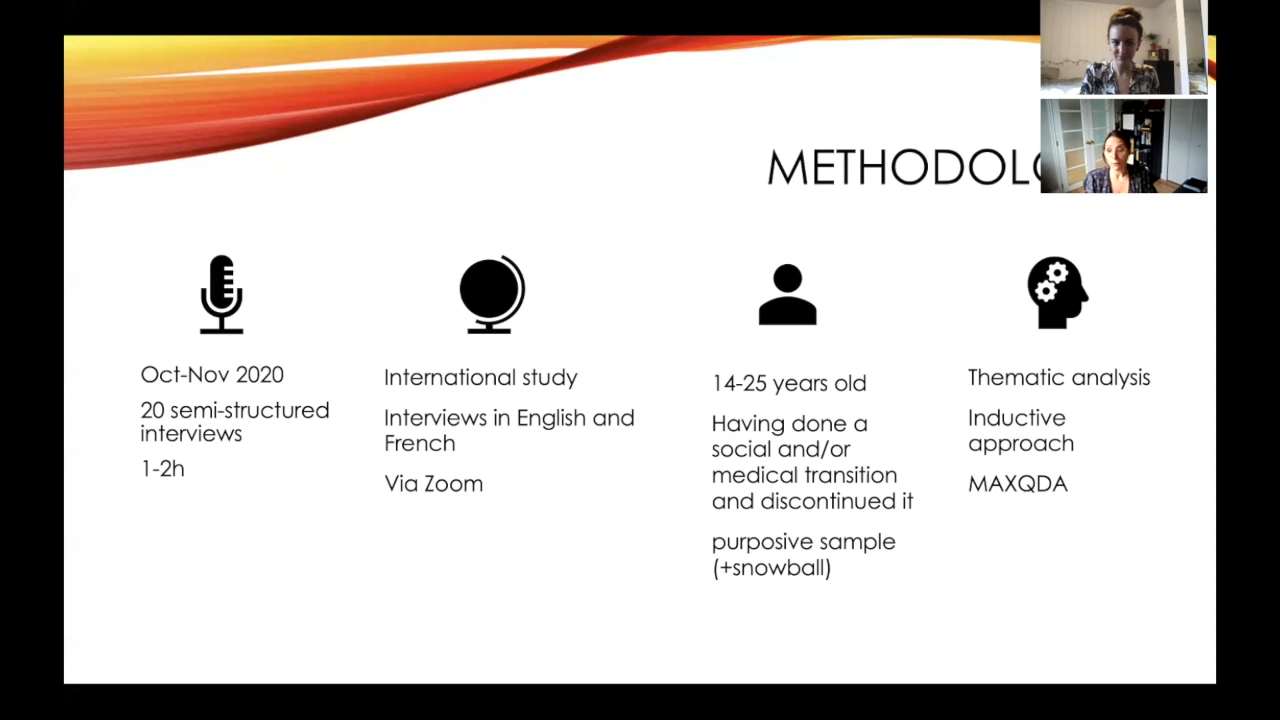 METHODOLO
Oct-Nov 2020
20 semi-structured
interviews
1-2h
International study
Interviews in English and
French
Via Zoom
14-25 years old
Having done a
social and/or
medical transition
and discontinued it
purposive sample
(+snowball)
Thematic analysis
Inductive
approach
MAXQDA